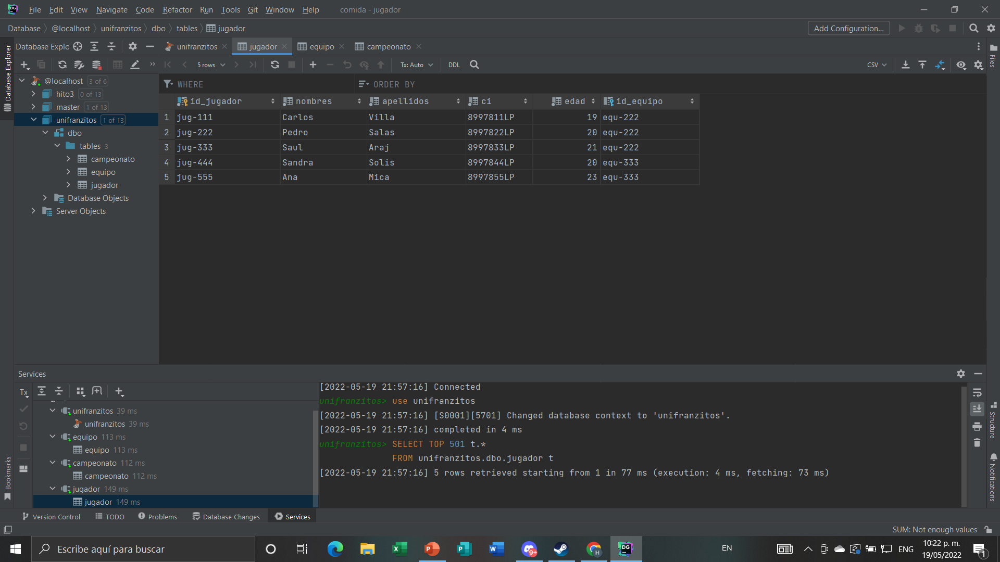 DG File Edit View Navigate Code Refactor Run Tools Git Window Help comida - jugador
Database @localhost unifranzitos dbo tables jugador Add Configuration...
Database Explc unifranzitos jugador equipo campeonato
5 rows Tx: Auto DDL CSV
Database Explorer
Files
@localhost 3 of 6
hito3 0 of 13
master 1 of 13
unifranzitos 1 of 13
dbo
tables 3
campeonato
equipo
jugador
Database Objects
Server Objects
WHERE ORDER BY
id_jugador nombres apellidos ci edad id_equipo
1 jug-111 Carlos Villa 8997811LP 19 equ-222
2 jug-222 Pedro Salas 8997822LP 20 equ-222
3 jug-333 Saul Araj 8997833LP 21 equ-222
4 jug-444 Sandra Solis 8997844LP 20 equ-333
5 jug-555 Ana Mica 8997855LP 23 equ-333
Services
Tx
unifranzitos 39 ms
unifranzitos 39 ms
equipo 113 ms
equipo 113 ms
campeonato 112 ms
campeonato 112 ms
jugador 149 ms
jugador 149 ms
[2022-05-19 21:57:16] Connected
unifranzitos> use unifranzitos
[2022-05-19 21:57:16] [S0001][5701] Changed database context to 'unifranzitos'.
[2022-05-19 21:57:16] completed in 4 ms
unifranzitos> SELECT TOP 501 t.*
FROM unifranzitos.dbo.jugador t
[2022-05-19 21:57:16] 5 rows retrieved starting from 1 in 77 ms (execution: 4 ms, fetching: 73 ms)
Structure
Notifications
Bookmarks
Version Control TODO Problems Database Changes Services
SUM: Not enough values
Escribe aquí para buscar 9+ H DG EN ENG 10:22 p. m.
19/05/2022 1